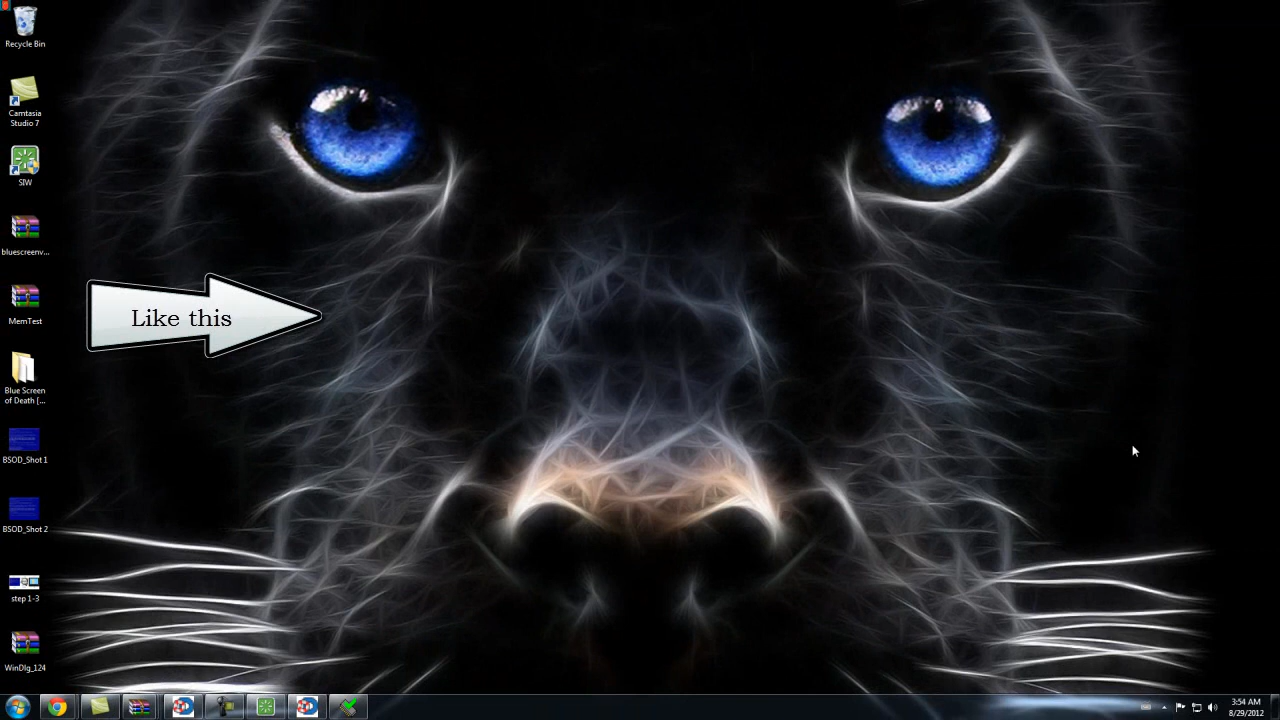 Recycle Bin
Camtasia
Studio 7
SIW
bluescreenv...
MemTest
Like this
Blue Screen
of Death [...
BSOD_Shot 1
BSOD_Shot 2
step 1-3
WinDlg_124
3:54 AM
8/29/2012